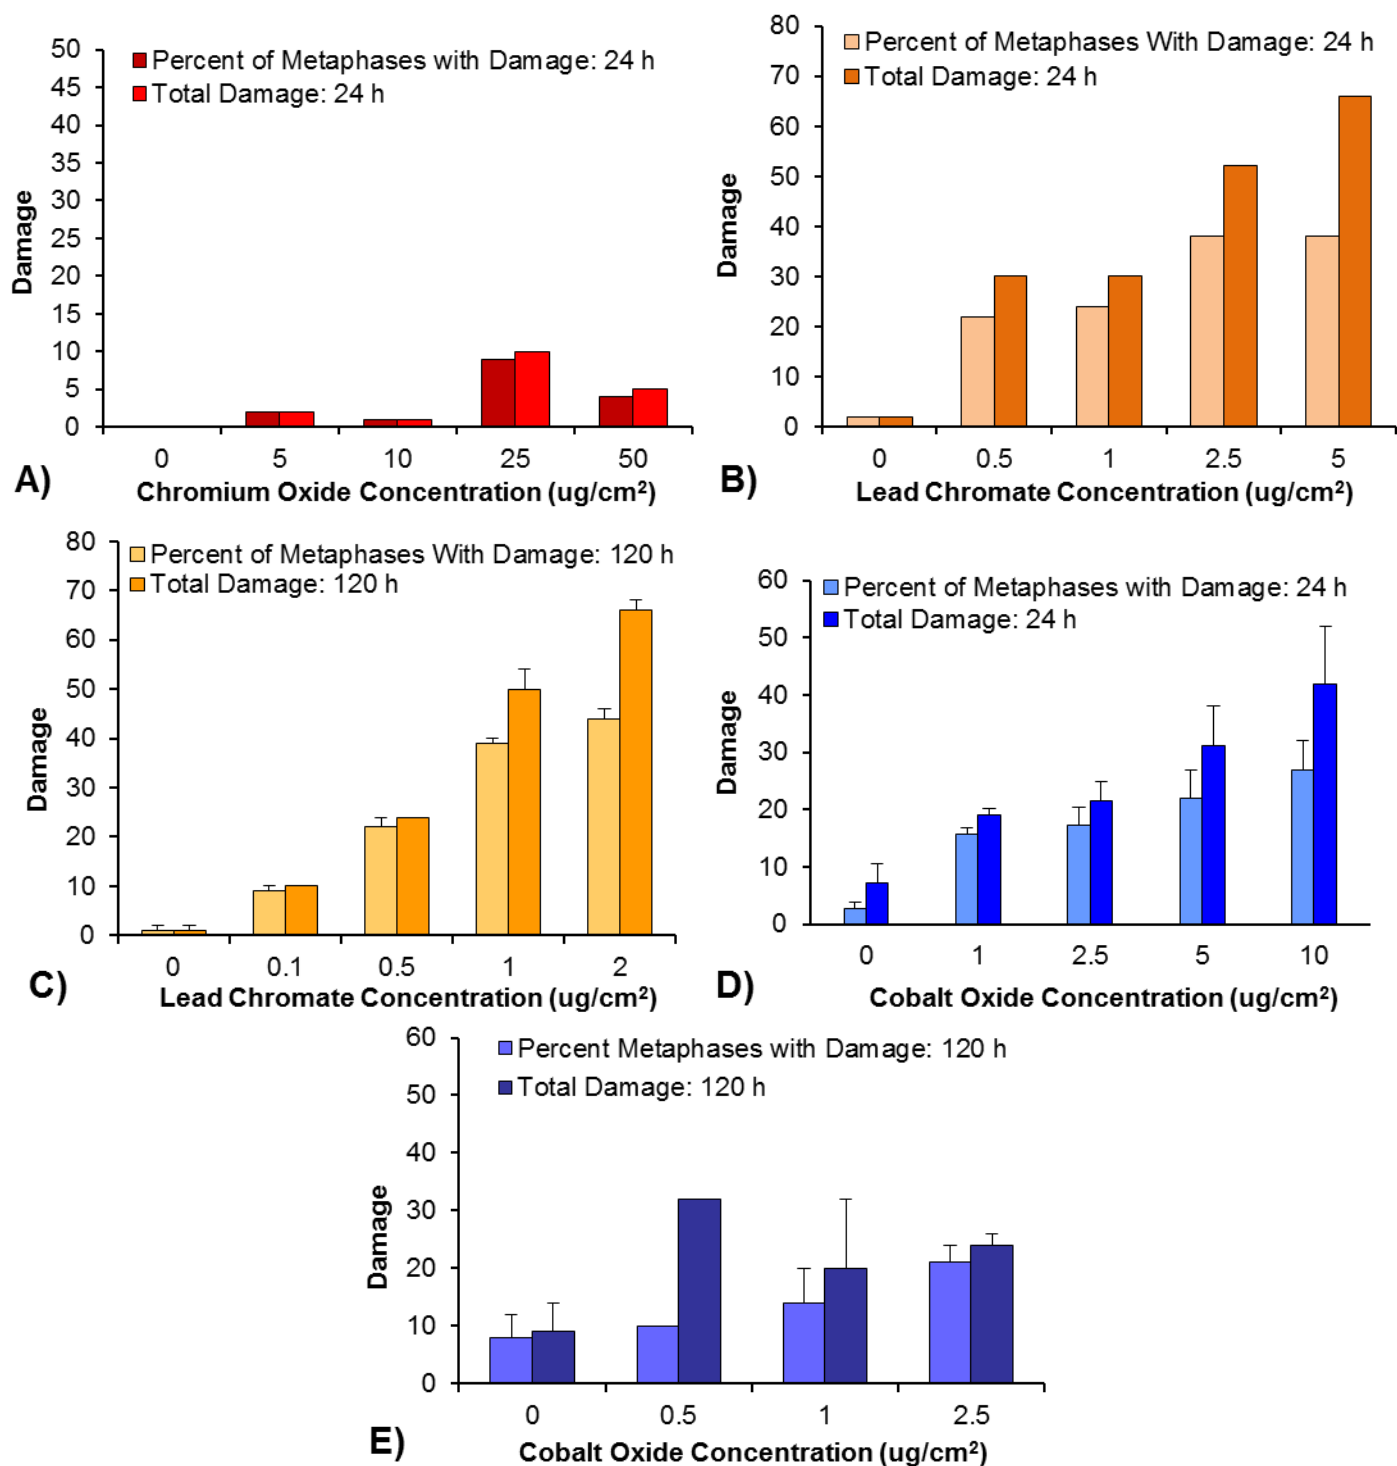 50
45
40
35
30
25
20
15
10
5
0
Damage
Percent of Metaphases with Damage: 24 h
Total Damage: 24 h
0 5 10 25 50
A)
Chromium Oxide Concentration (ug/cm²)
80
70
60
50
40
30
20
10
0
Damage
Percent of Metaphases With Damage: 24 h
Total Damage: 24 h
0 0.5 1 2.5 5
B)
Lead Chromate Concentration (ug/cm²)
80
70
60
50
40
30
20
10
0
Damage
Percent of Metaphases With Damage: 120 h
Total Damage: 120 h
0 0.1 0.5 1 2
C)
Lead Chromate Concentration (ug/cm²)
60
50
40
30
20
10
0
Damage
Percent of Metaphases with Damage: 24 h
Total Damage: 24 h
0 1 2.5 5 10
D)
Cobalt Oxide Concentration (ug/cm²)
60
50
40
30
20
10
0
Damage
Percent Metaphases with Damage: 120 h
Total Damage: 120 h
0 0.5 1 2.5
E)
Cobalt Oxide Concentration (ug/cm²)